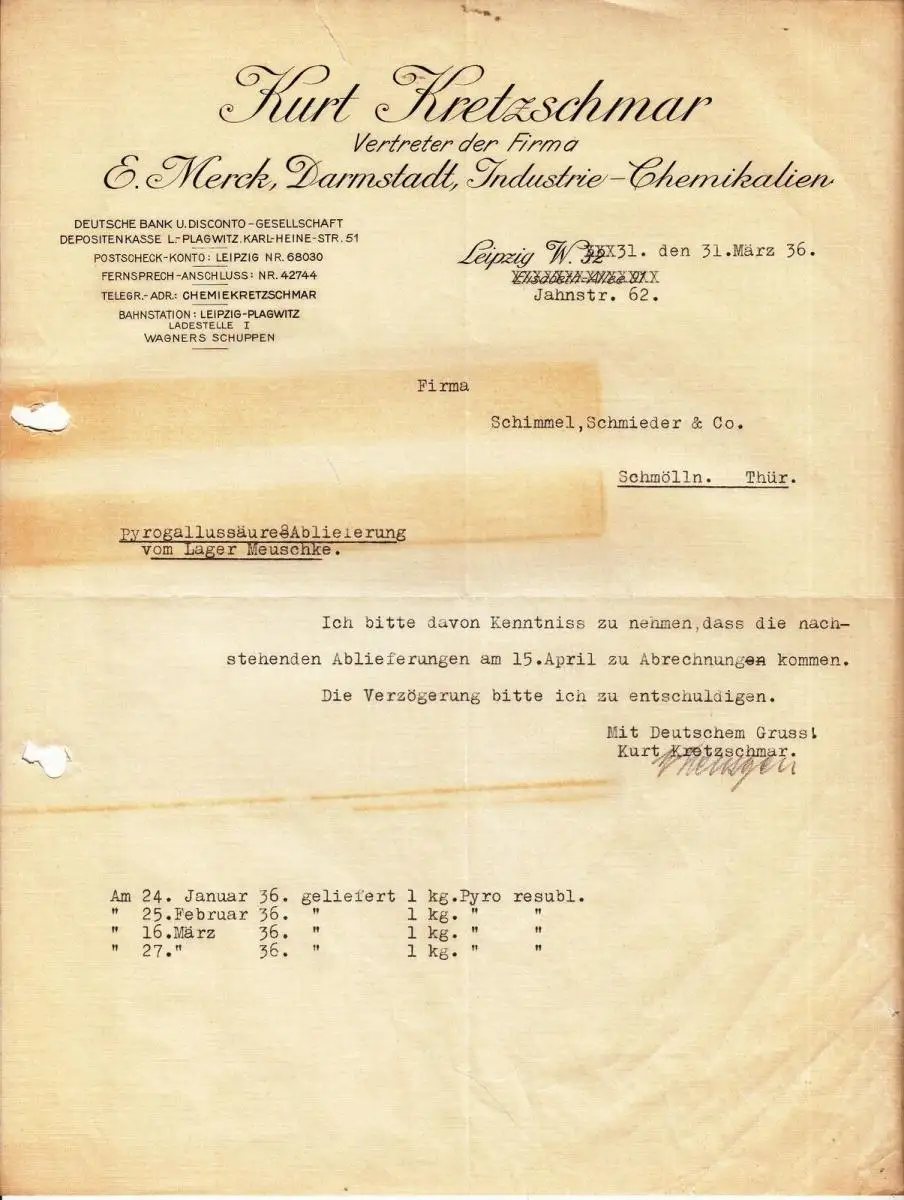 Kurt Kretzschmar
Vertreter der Firma
E. Merck, Darmstadt, Industrie-Chemikalien
DEUTSCHE BANK U. DISCONTO-GESELLSCHAFT
DEPOSITENKASSE L.-PLAGWITZ, KARL-HEINE-STR. 51
POSTSCHECK-KONTO: LEIPZIG NR. 68030
FERNSPRECH-ANSCHLUSS: NR. 42744
TELEGR.-ADR.: CHEMIEKRETZSCHMAR
BAHNSTATION: LEIPZIG-PLAGWITZ
LADESTELLE I
WAGNERS SCHUPPEN
Leipzig W. 31. den 31.März 36.
Jahnstr. 62.
Firma
Schimmel,Schmieder & Co.
Schmölln. Thür.
Pyrogallussäure Ablieferung
vom Lager Meuschke.
Ich bitte davon Kenntniss zu nehmen,dass die nach-
stehenden Ablieferungen am 15.April zu Abrechnungen kommen.
Die Verzögerung bitte ich zu entschuldigen.
Mit Deutschem Gruss!
Kurt Kretzschmar.
Am 24. Januar 36. geliefert 1 kg.Pyro resubl.
" 25.Februar 36. " 1 kg. " "
" 16.März 36. " 1 kg. " "
" 27." 36. " 1 kg. " "